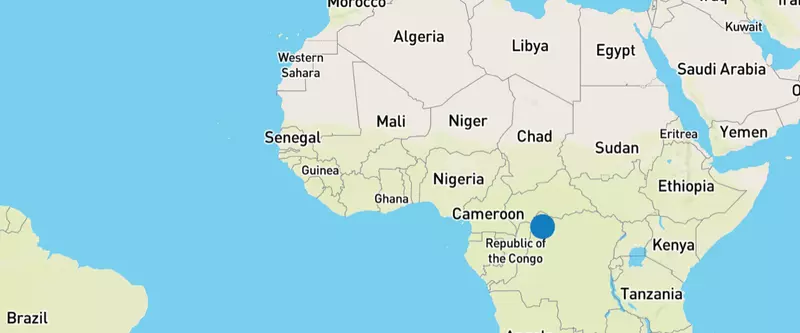 Morocco
Algeria
Libya
Egypt
Kuwait
Western
Sahara
Saudi Arabia
Mali
Niger
Chad
Sudan
Eritrea
Yemen
Senegal
Guinea
Ghana
Nigeria
Ethiopia
Cameroon
Republic of
the Congo
Kenya
Tanzania
Brazil